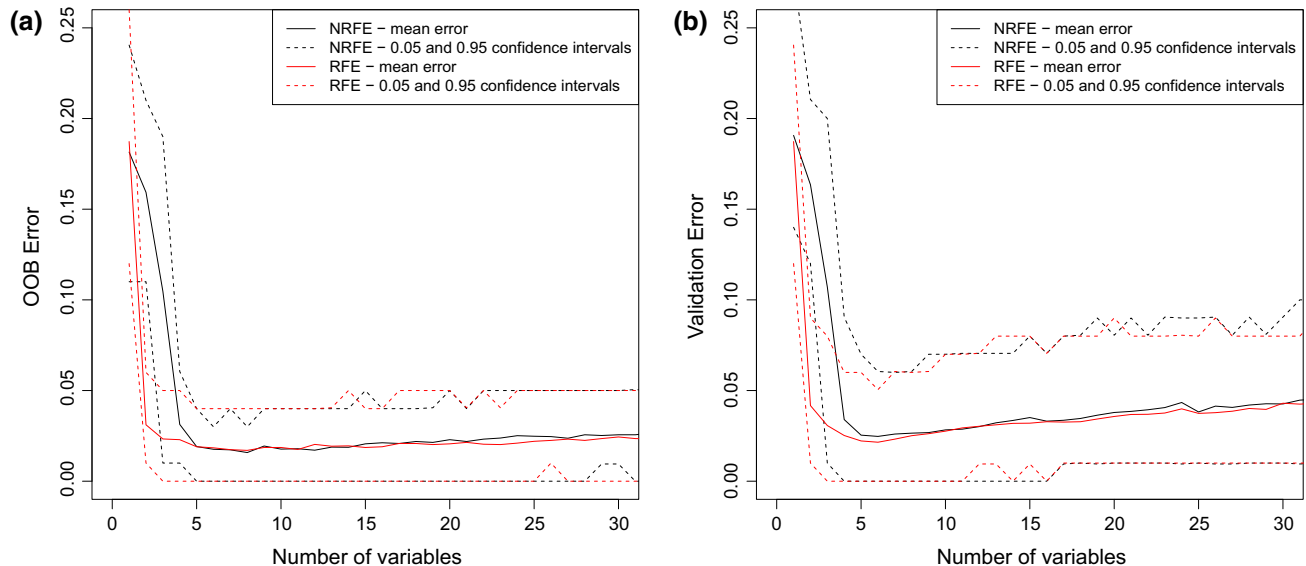 (a)
NRFE − mean error
NRFE − 0.05 and 0.95 confidence intervals
RFE − mean error
RFE − 0.05 and 0.95 confidence intervals
OOB Error
0.00
0.05
0.10
0.15
0.20
0.25
0 5 10 15 20 25 30
Number of variables
(b)
NRFE − mean error
NRFE − 0.05 and 0.95 confidence intervals
RFE − mean error
RFE − 0.05 and 0.95 confidence intervals
Validation Error
0.00
0.05
0.10
0.15
0.20
0.25
0 5 10 15 20 25 30
Number of variables